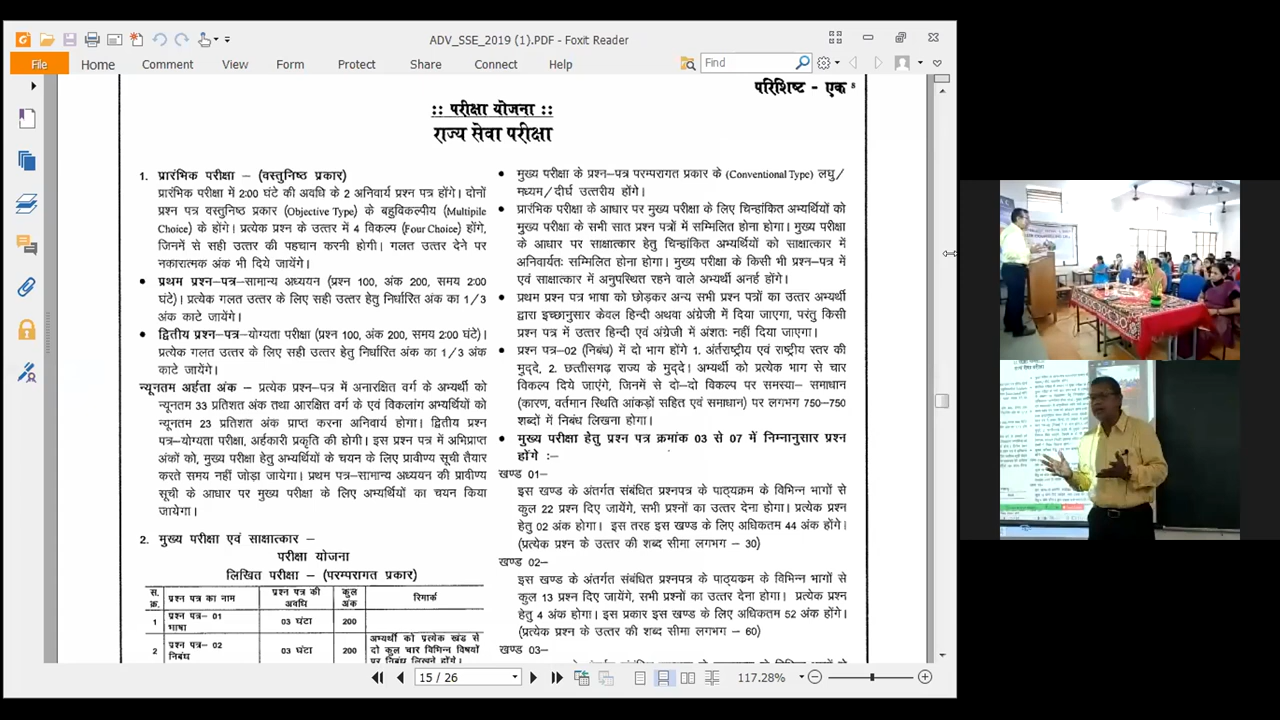 ADV_SSE_2019 (1).PDF - Foxit Reader
File Home Comment View Form Protect Share Connect Help Find
परिशिष्ट - एक 8
:: परीक्षा योजना ::
राज्य सेवा परीक्षा
1. प्रारंभिक परीक्षा – (वस्तुनिष्ठ प्रकार)
प्रारंभिक परीक्षा में 2:00 घंटे की अवधि के 2 अनिवार्य प्रश्न पत्र होंगे। दोनों
प्रश्न पत्र वस्तुनिष्ठ प्रकार (Objective Type) के बहुविकल्पीय (Multipile
Choice) के होंगे। प्रत्येक प्रश्न के उत्तर में 4 विकल्प (Four Choice) होंगे,
जिनमें से सही उत्तर की पहचान करनी होगी। गलत उत्तर देने पर
नकारात्मक अंक भी दिये जायेंगे।
• प्रथम प्रश्न-पत्र-सामान्य अध्ययन (प्रश्न 100, अंक 200, समय 2:00
घंटे)। प्रत्येक गलत उत्तर के लिए सही उत्तर हेतु निर्धारित अंक का 1/3
अंक काटे जायेंगे।
• द्वितीय प्रश्न-पत्र-योग्यता परीक्षा (प्रश्न 100, अंक 200, समय 2:00 घंटे)।
प्रत्येक गलत उत्तर के लिए सही उत्तर हेतु निर्धारित अंक का 1/3 अंक
काटे जायेंगे।
न्यूनतम अर्हता अंक – प्रत्येक प्रश्न-पत्र में अनारक्षित वर्ग के अभ्यर्थी को
न्यूनतम 33 प्रतिशत अंक तथा आरक्षित वर्ग एवं विकलांग अभ्यर्थियों को
न्यूनतम 23 प्रतिशत अंक प्राप्त करना अनिवार्य होगा। द्वितीय प्रश्न
पत्र-योग्यता परीक्षा, अर्हकारी प्रकृति की होगी। इस प्रश्न पत्र में अभिप्राप्त
अंकों को, मुख्य परीक्षा हेतु अभ्यर्थियों के चयन के लिए प्रावीण्य सूची तैयार
करते समय नहीं जोड़ा जायेगा। प्रथम पेपर-सामान्य अध्ययन की प्रावीण्य
सूची के आधार पर मुख्य परीक्षा के लिये अभ्यर्थियों का चयन किया
जायेगा।
2. मुख्य परीक्षा एवं साक्षात्कार –
परीक्षा योजना
लिखित परीक्षा – (परम्परागत प्रकार)
स. क्र. प्रश्न पत्र का नाम प्रश्न पत्र की अवधि कुल अंक रिमार्क
1 प्रश्न पत्र- 01 भाषा 03 घंटा 200
2 प्रश्न पत्र- 02 निबंध 03 घंटा 200 अभ्यर्थी को प्रत्येक खंड से दो कुल चार विभिन्न विषयों पर निबंध लिखने होंगे।
• मुख्य परीक्षा के प्रश्न-पत्र परम्परागत प्रकार के (Conventional Type) लघु/
मध्यम/दीर्घ उत्तरीय होंगे।
• प्रारंभिक परीक्षा के आधार पर मुख्य परीक्षा के लिए चिन्हांकित अभ्यर्थियों को
मुख्य परीक्षा के सभी सात प्रश्न पत्रों में सम्मिलित होना होगा। मुख्य परीक्षा
के आधार पर साक्षात्कार हेतु चिन्हांकित अभ्यर्थियों को साक्षात्कार में
अनिवार्यतः सम्मिलित होना होगा। मुख्य परीक्षा के किसी भी प्रश्न-पत्र में
एवं साक्षात्कार में अनुपस्थित रहने वाले अभ्यर्थी अनर्ह होंगे।
• प्रथम प्रश्न पत्र भाषा को छोड़कर अन्य सभी प्रश्न पत्रों का उत्तर अभ्यर्थी
द्वारा इच्छानुसार केवल हिन्दी अथवा अंग्रेजी में दिया जाएगा, परंतु किसी
प्रश्न पत्र में उत्तर हिन्दी एवं अंग्रेजी में अंशतः नहीं दिया जाएगा।
• प्रश्न पत्र-02 (निबंध) में दो भाग होंगे 1. अंर्तराष्ट्रीय एवं राष्ट्रीय स्तर की
मुद्दे, 2. छत्तीसगढ़ राज्य के मुद्दे। अभ्यर्थी को प्रत्येक भाग से चार
विकल्प दिये जाएंगे, जिनमें से दो-दो विकल्प पर समस्या- समाधान
(कारण, वर्तमान स्थिति आंकड़ों सहित एवं समाधान) पर लगभग 750-750
शब्दों में निबंध लिखना होगा।
• मुख्य परीक्षा हेतु प्रश्न पत्र क्रमांक 03 से 07 में निम्नानुसार प्रश्न
होंगे :-
खण्ड 01-
इस खण्ड के अंतर्गत संबंधित प्रश्नपत्र के पाठ्यक्रम के विभिन्न भागों से
कुल 22 प्रश्न दिए जायेंगे, सभी प्रश्नों का उत्तर देना होगा। प्रत्येक प्रश्न
हेतु 02 अंक होगा। इस तरह इस खण्ड के लिए अधिकतम 44 अंक होंगे।
(प्रत्येक प्रश्न के उत्तर की शब्द सीमा लगभग – 30)
खण्ड 02-
इस खण्ड के अंतर्गत संबंधित प्रश्नपत्र के पाठ्यक्रम के विभिन्न भागों से
कुल 13 प्रश्न दिए जायेंगे, सभी प्रश्नों का उत्तर देना होगा। प्रत्येक प्रश्न
हेतु 4 अंक होगा। इस प्रकार इस खण्ड के लिए अधिकतम 52 अंक होंगे।
(प्रत्येक प्रश्न के उत्तर की शब्द सीमा लगभग – 60)
खण्ड 03-
15 / 26
117.28%